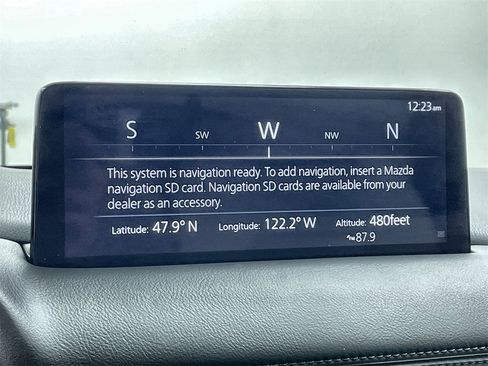 12:23am
S SW W NW N
This system is navigation ready. To add navigation, insert a Mazda
navigation SD card. Navigation SD cards are available from your
dealer as an accessory.
Latitude: 47.9° N Longitude: 122.2° W Altitude: 480feet
FM 87.9